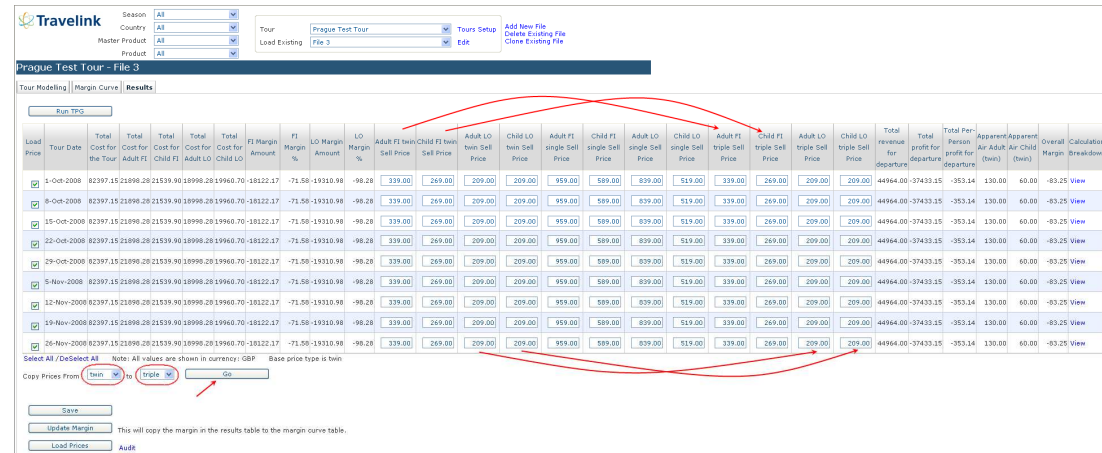 Travelink
Season All
Country All
Master Product All
Product All
Tour Prague Test Tour Tours Setup
Load Existing File 3 Edit
Add New File
Delete Existing File
Clone Existing File
Prague Test Tour - File 3
Tour Modelling Margin Curve Results
Run TPG
Load Price Tour Date Total Cost for the Tour Total Cost for Adult FI Total Cost for Child FI Total Cost for Adult LO Total Cost for Child LO FI Margin Amount FI Margin % LO Margin Amount LO Margin % Adult FI twin Sell Price Child FI twin Sell Price Adult LO twin Sell Price Child LO twin Sell Price Adult FI single Sell Price Child FI single Sell Price Adult LO single Sell Price Child LO single Sell Price Adult FI triple Sell Price Child FI triple Sell Price Adult LO triple Sell Price Child LO triple Sell Price Total revenue for departure Total profit for departure Total Per-Person profit for departure Apparent Air Adult (twin) Apparent Air Child (twin) Overall Margin Calculation Breakdown
1-Oct-2008 82397.15 21898.28 21539.90 18998.28 19960.70 -18122.17 -71.58 -19310.98 -98.28 339.00 269.00 209.00 209.00 959.00 589.00 839.00 519.00 339.00 269.00 209.00 209.00 44964.00 -37433.15 -353.14 130.00 60.00 -83.25 View
8-Oct-2008 82397.15 21898.28 21539.90 18998.28 19960.70 -18122.17 -71.58 -19310.98 -98.28 339.00 269.00 209.00 209.00 959.00 589.00 839.00 519.00 339.00 269.00 209.00 209.00 44964.00 -37433.15 -353.14 130.00 60.00 -83.25 View
15-Oct-2008 82397.15 21898.28 21539.90 18998.28 19960.70 -18122.17 -71.58 -19310.98 -98.28 339.00 269.00 209.00 209.00 959.00 589.00 839.00 519.00 339.00 269.00 209.00 209.00 44964.00 -37433.15 -353.14 130.00 60.00 -83.25 View
22-Oct-2008 82397.15 21898.28 21539.90 18998.28 19960.70 -18122.17 -71.58 -19310.98 -98.28 339.00 269.00 209.00 209.00 959.00 589.00 839.00 519.00 339.00 269.00 209.00 209.00 44964.00 -37433.15 -353.14 130.00 60.00 -83.25 View
29-Oct-2008 82397.15 21898.28 21539.90 18998.28 19960.70 -18122.17 -71.58 -19310.98 -98.28 339.00 269.00 209.00 209.00 959.00 589.00 839.00 519.00 339.00 269.00 209.00 209.00 44964.00 -37433.15 -353.14 130.00 60.00 -83.25 View
5-Nov-2008 82397.15 21898.28 21539.90 18998.28 19960.70 -18122.17 -71.58 -19310.98 -98.28 339.00 269.00 209.00 209.00 959.00 589.00 839.00 519.00 339.00 269.00 209.00 209.00 44964.00 -37433.15 -353.14 130.00 60.00 -83.25 View
12-Nov-2008 82397.15 21898.28 21539.90 18998.28 19960.70 -18122.17 -71.58 -19310.98 -98.28 339.00 269.00 209.00 209.00 959.00 589.00 839.00 519.00 339.00 269.00 209.00 209.00 44964.00 -37433.15 -353.14 130.00 60.00 -83.25 View
19-Nov-2008 82397.15 21898.28 21539.90 18998.28 19960.70 -18122.17 -71.58 -19310.98 -98.28 339.00 269.00 209.00 209.00 959.00 589.00 839.00 519.00 339.00 269.00 209.00 209.00 44964.00 -37433.15 -353.14 130.00 60.00 -83.25 View
26-Nov-2008 82397.15 21898.28 21539.90 18998.28 19960.70 -18122.17 -71.58 -19310.98 -98.28 339.00 269.00 209.00 209.00 959.00 589.00 839.00 519.00 339.00 269.00 209.00 209.00 44964.00 -37433.15 -353.14 130.00 60.00 -83.25 View
Select All /DeSelect All Note: All values are shown in currency: GBP Base price type is twin
Copy Prices From twin to triple Go
Save
Update Margin This will copy the margin in the results table to the margin curve table.
Load Prices Audit